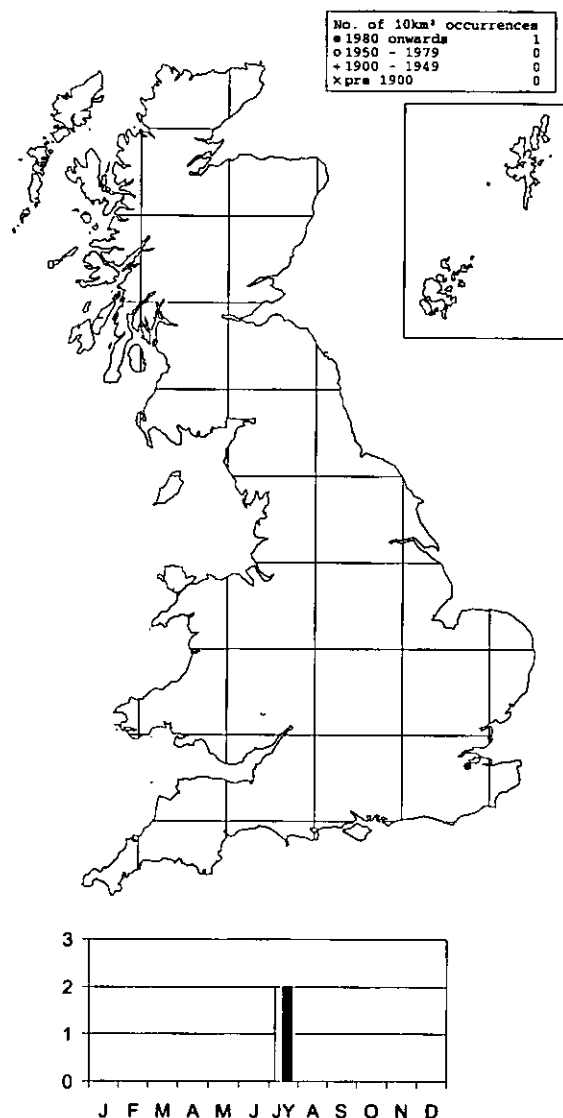 No. of 10km² occurrences
● 1980 onwards 1
o 1950 - 1979 0
+ 1900 - 1949 0
x pre 1900 0
3
2
1
0
J F M A M J JY A S O N D